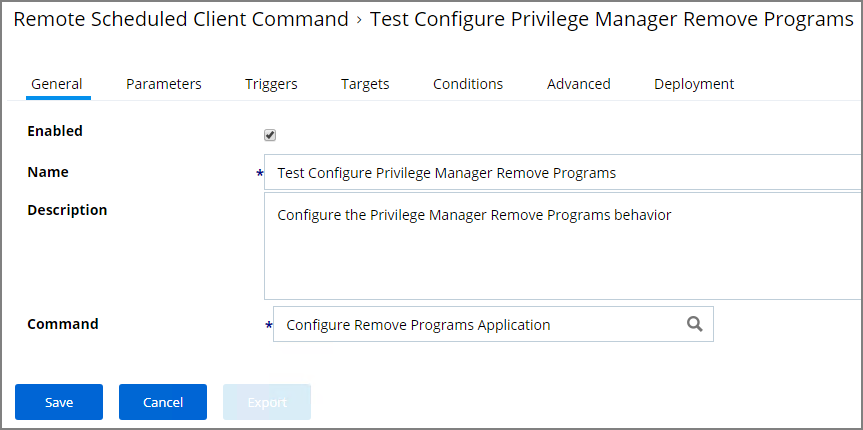 Remote Scheduled Client Command › Test Configure Privilege Manager Remove Programs
General Parameters Triggers Targets Conditions Advanced Deployment
Enabled
Name * Test Configure Privilege Manager Remove Programs
Description Configure the Privilege Manager Remove Programs behavior
Command * Configure Remove Programs Application
Save Cancel Export